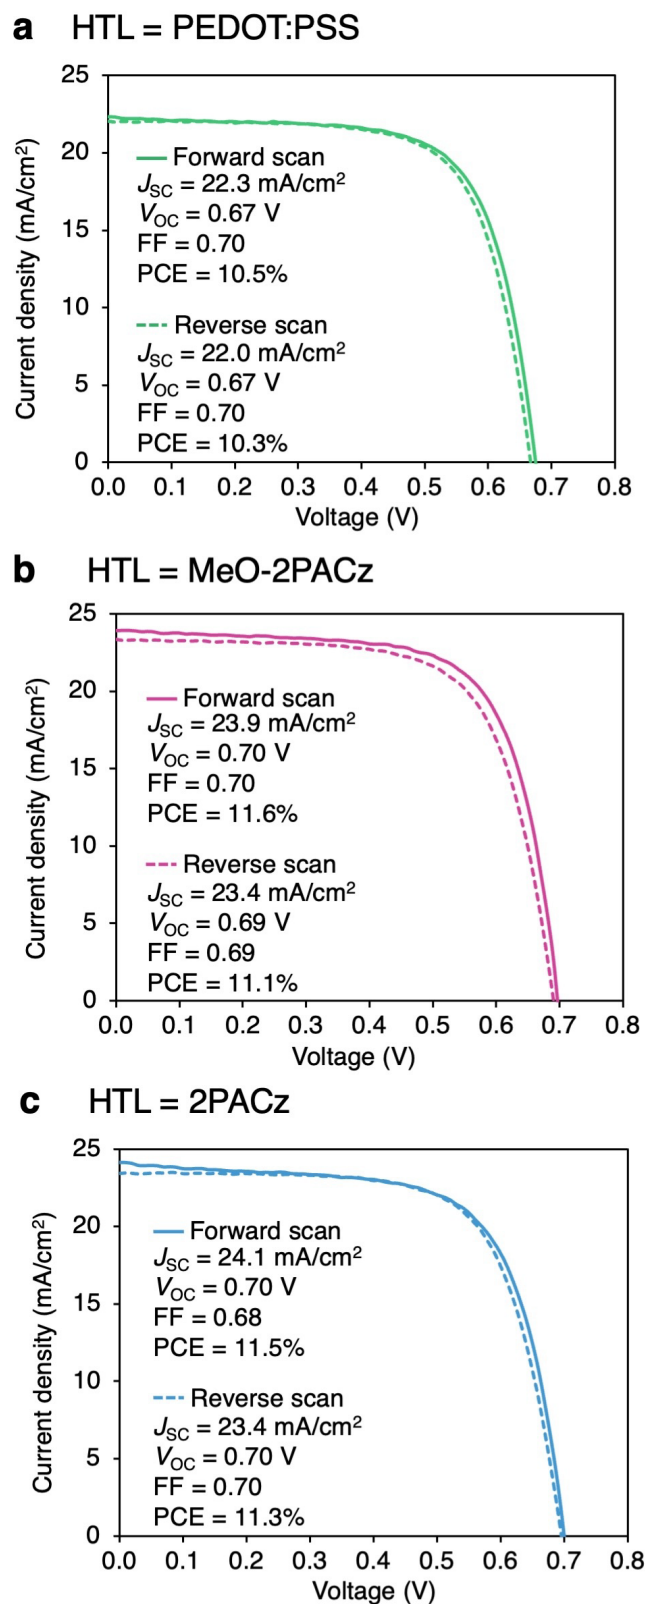 a HTL = PEDOT:PSS
25
20
15
10
5
0
Current density (mA/cm²)
Forward scan
JSC = 22.3 mA/cm²
VOC = 0.67 V
FF = 0.70
PCE = 10.5%
Reverse scan
JSC = 22.0 mA/cm²
VOC = 0.67 V
FF = 0.70
PCE = 10.3%
0.0 0.1 0.2 0.3 0.4 0.5 0.6 0.7 0.8
Voltage (V)
b HTL = MeO-2PACz
25
20
15
10
5
0
Current density (mA/cm²)
Forward scan
JSC = 23.9 mA/cm²
VOC = 0.70 V
FF = 0.70
PCE = 11.6%
Reverse scan
JSC = 23.4 mA/cm²
VOC = 0.69 V
FF = 0.69
PCE = 11.1%
0.0 0.1 0.2 0.3 0.4 0.5 0.6 0.7 0.8
Voltage (V)
c HTL = 2PACz
25
20
15
10
5
0
Current density (mA/cm²)
Forward scan
JSC = 24.1 mA/cm²
VOC = 0.70 V
FF = 0.68
PCE = 11.5%
Reverse scan
JSC = 23.4 mA/cm²
VOC = 0.70 V
FF = 0.70
PCE = 11.3%
0.0 0.1 0.2 0.3 0.4 0.5 0.6 0.7 0.8
Voltage (V)